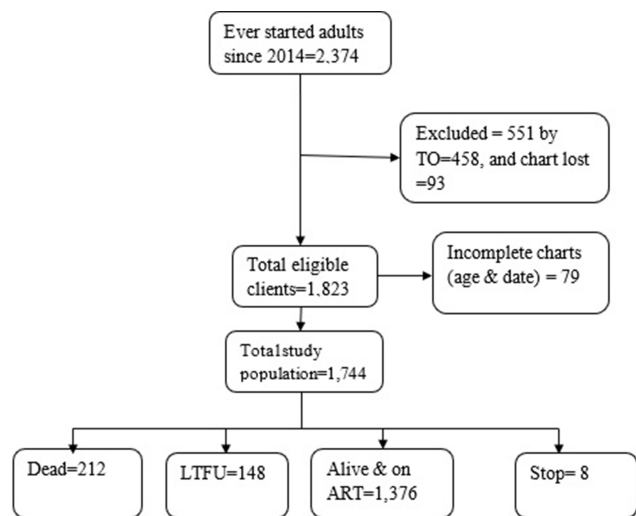 Ever started adults
since 2014=2,374
Excluded = 551 by
TO=458, and chart lost
=93
Total eligible
clients=1,823
Incomplete charts
(age & date) = 79
Total study
population=1,744
Dead=212
LTFU=148
Alive & on
ART=1,376
Stop= 8